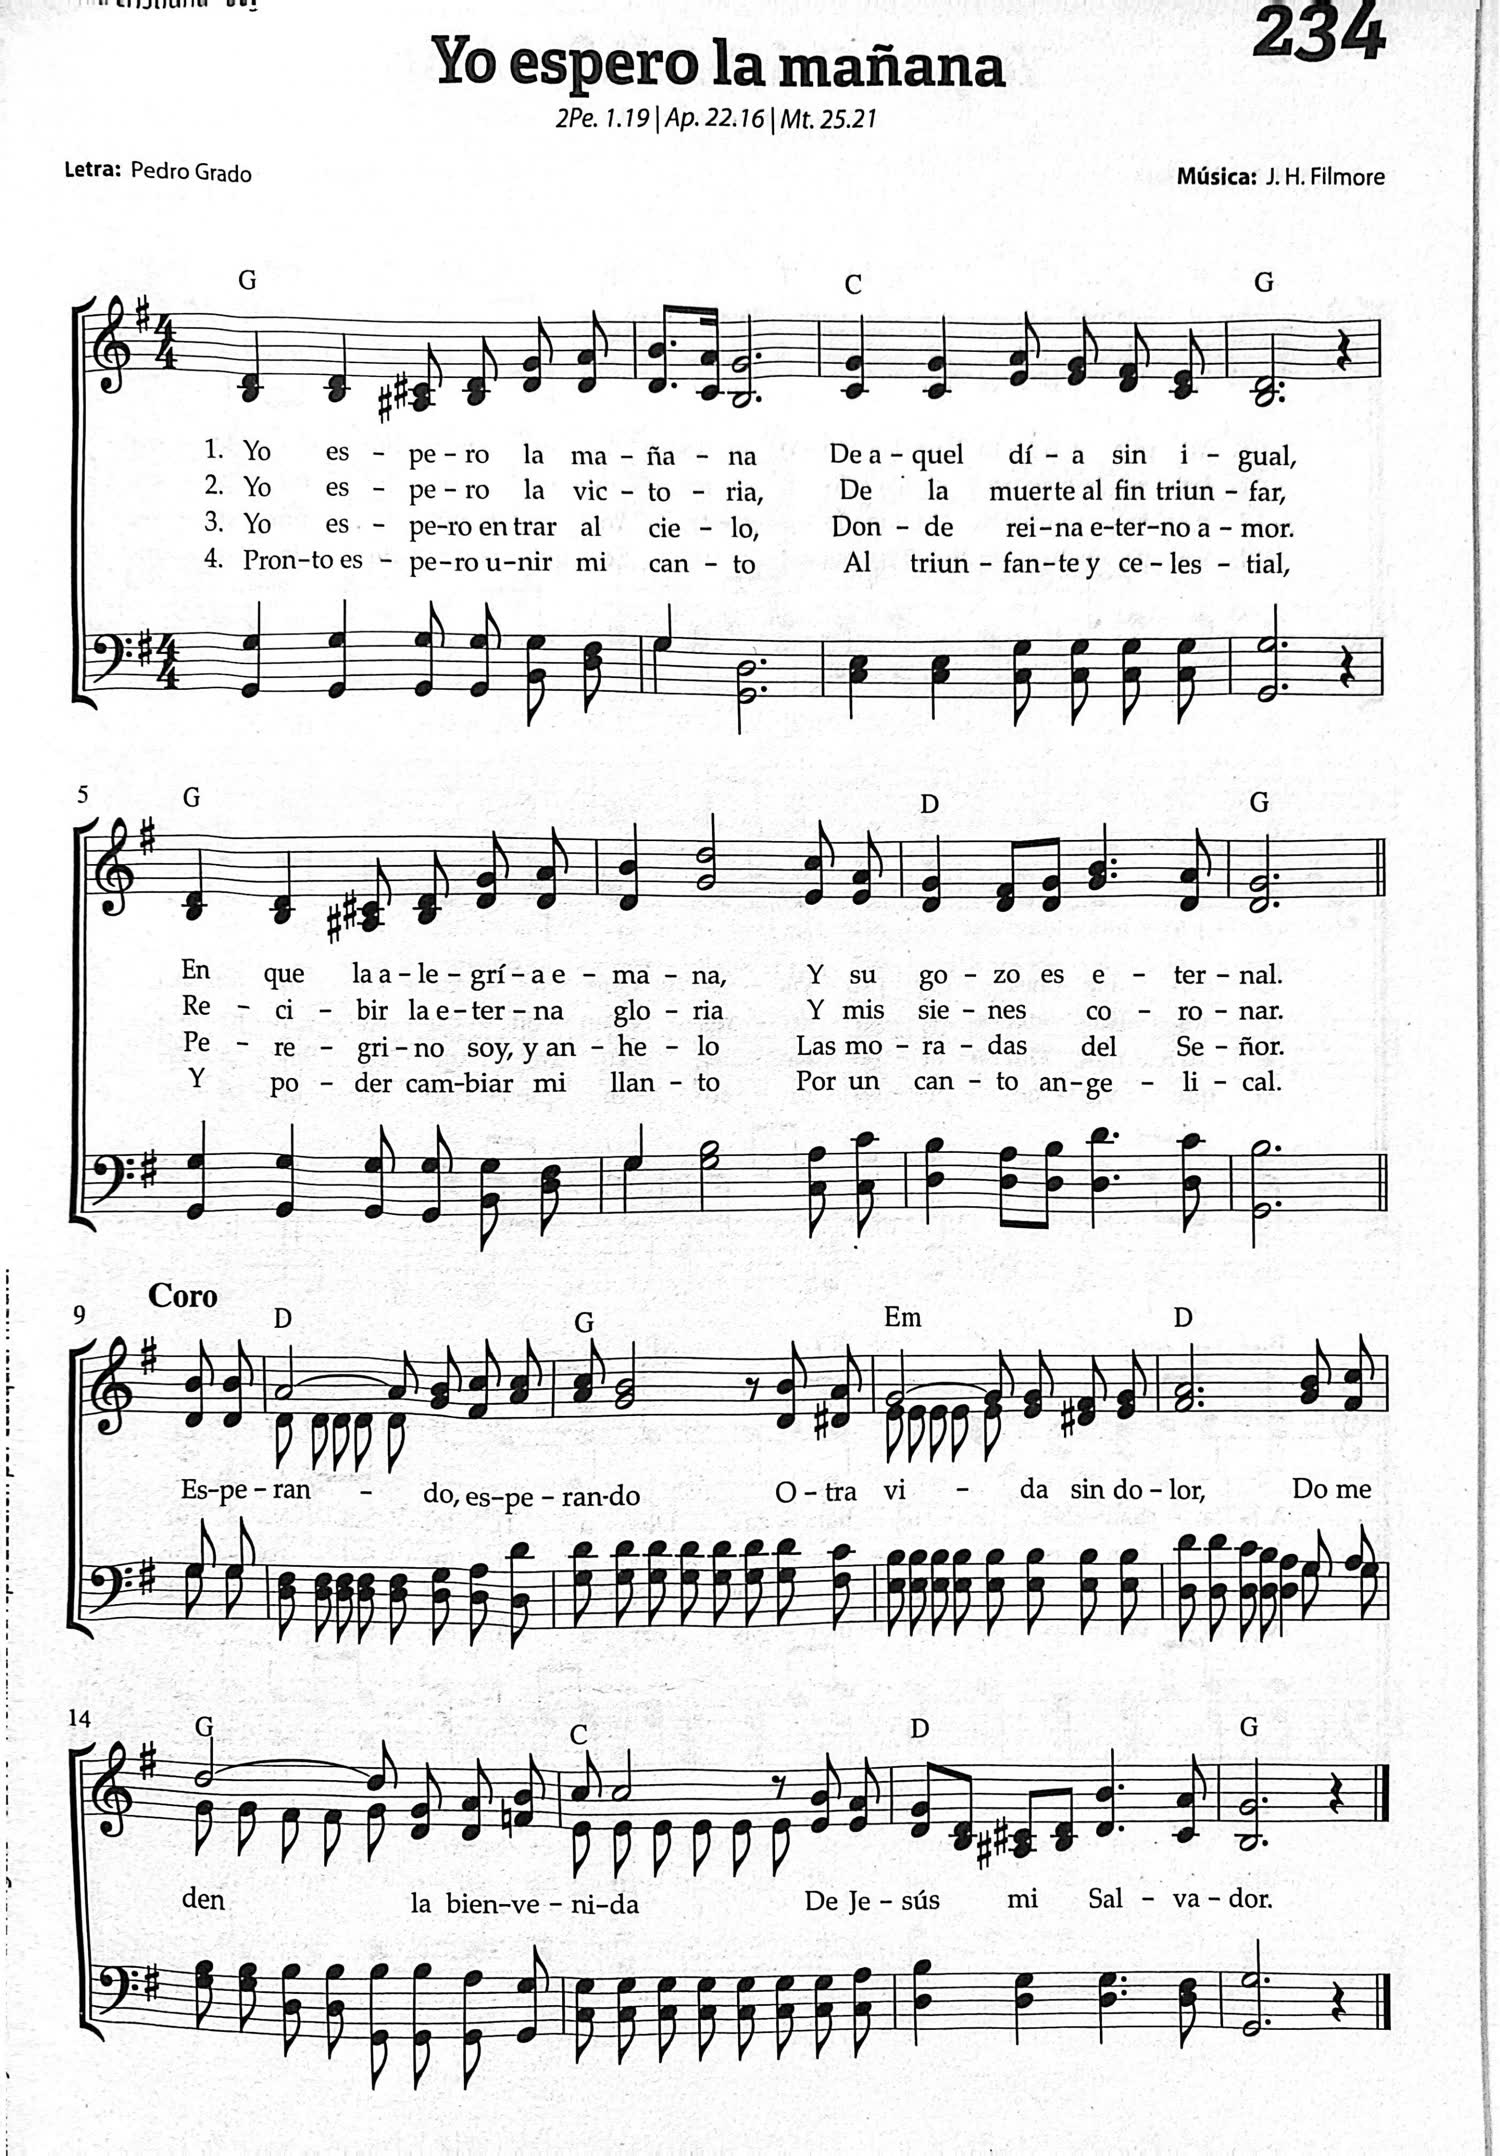 234
Yo espero la mañana
2Pe. 1.19 | Ap. 22.16 | Mt. 25.21
Letra: Pedro Grado Música: J. H. Filmore
G C G
1. Yo es - pe - ro la ma - ña - na De a - quel dí - a sin i - gual,
2. Yo es - pe - ro la vic - to - ria, De la muerte al fin triun - far,
3. Yo es - pe-ro en trar al cie - lo, Don - de rei-na e-ter-no a - mor.
4. Pron-to es - pe-ro u-nir mi can - to Al triun - fan-te y ce - les - tial,
5 G D G
En que la a - le - grí - a e - ma - na, Y su go - zo es e - ter - nal.
Re - ci - bir la e - ter - na glo - ria Y mis sie - nes co - ro - nar.
Pe - re - gri - no soy, y an - he - lo Las mo - ra - das del Se - ñor.
Y po - der cam-biar mi llan - to Por un can - to an-ge - li - cal.
Coro
9 D G Em D
Es-pe - ran - do, es-pe - ran-do O - tra vi - da sin do - lor, Do me
14 G C D G
den la bien-ve - ni-da De Je - sús mi Sal - va - dor.